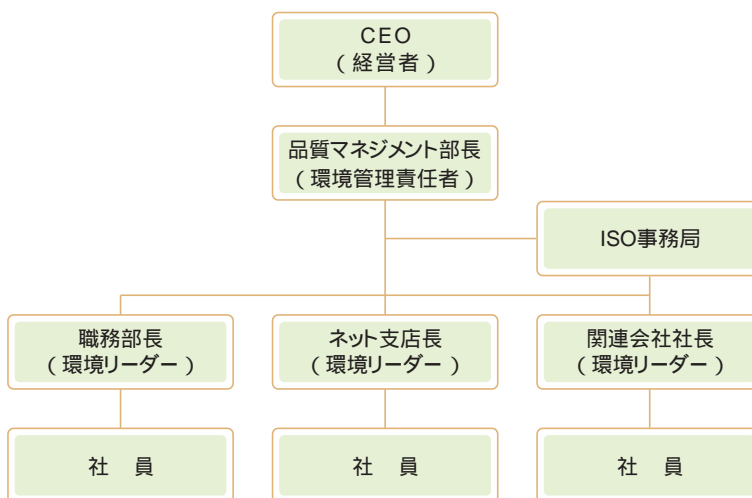 CEO
（経営者）
品質マネジメント部長
（環境管理責任者）
ISO事務局
職務部長
（環境リーダー）
ネット支店長
（環境リーダー）
関連会社社長
（環境リーダー）
社　員
社　員
社　員